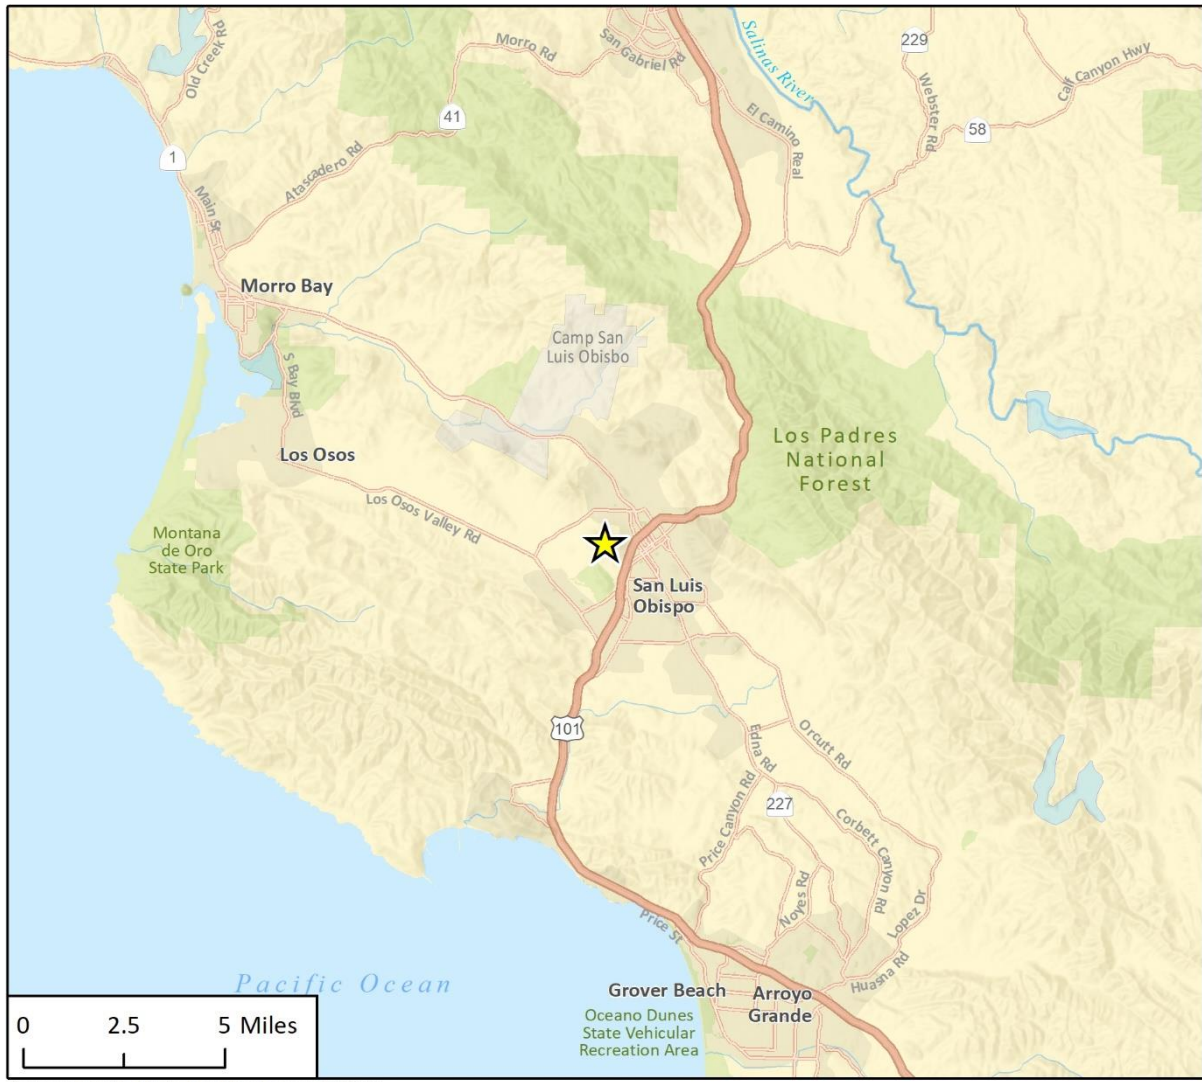 Old Creek Rd
Morro Rd
San Gabriel Rd
Salinas River
229
Calf Canyon Hwy
Webster Rd
41
El Camino Real
58
1
Atascadero Rd
Main St
Morro Bay
Camp San
Luis Obisbo
S Bay Blvd
Los Padres
National
Forest
Los Osos
Los Osos Valley Rd
Montana
de Oro
State Park
San Luis
Obispo
101
Edna Rd
Orcutt Rd
Price Canyon Rd
227
Corbett Canyon Rd
Noyes Rd
Lopez Dr
Price St
Huasna Rd
Pacific Ocean
Grover Beach
Arroyo
Grande
Oceano Dunes
State Vehicular
Recreation Area
0 2.5 5 Miles